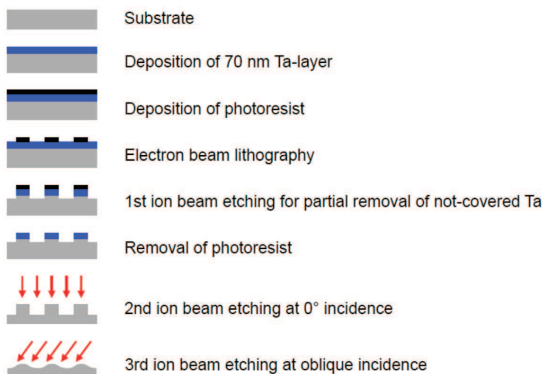 Substrate
Deposition of 70 nm Ta-layer
Deposition of photoresist
Electron beam lithography
1st ion beam etching for partial removal of not-covered Ta
Removal of photoresist
2nd ion beam etching at 0° incidence
3rd ion beam etching at oblique incidence